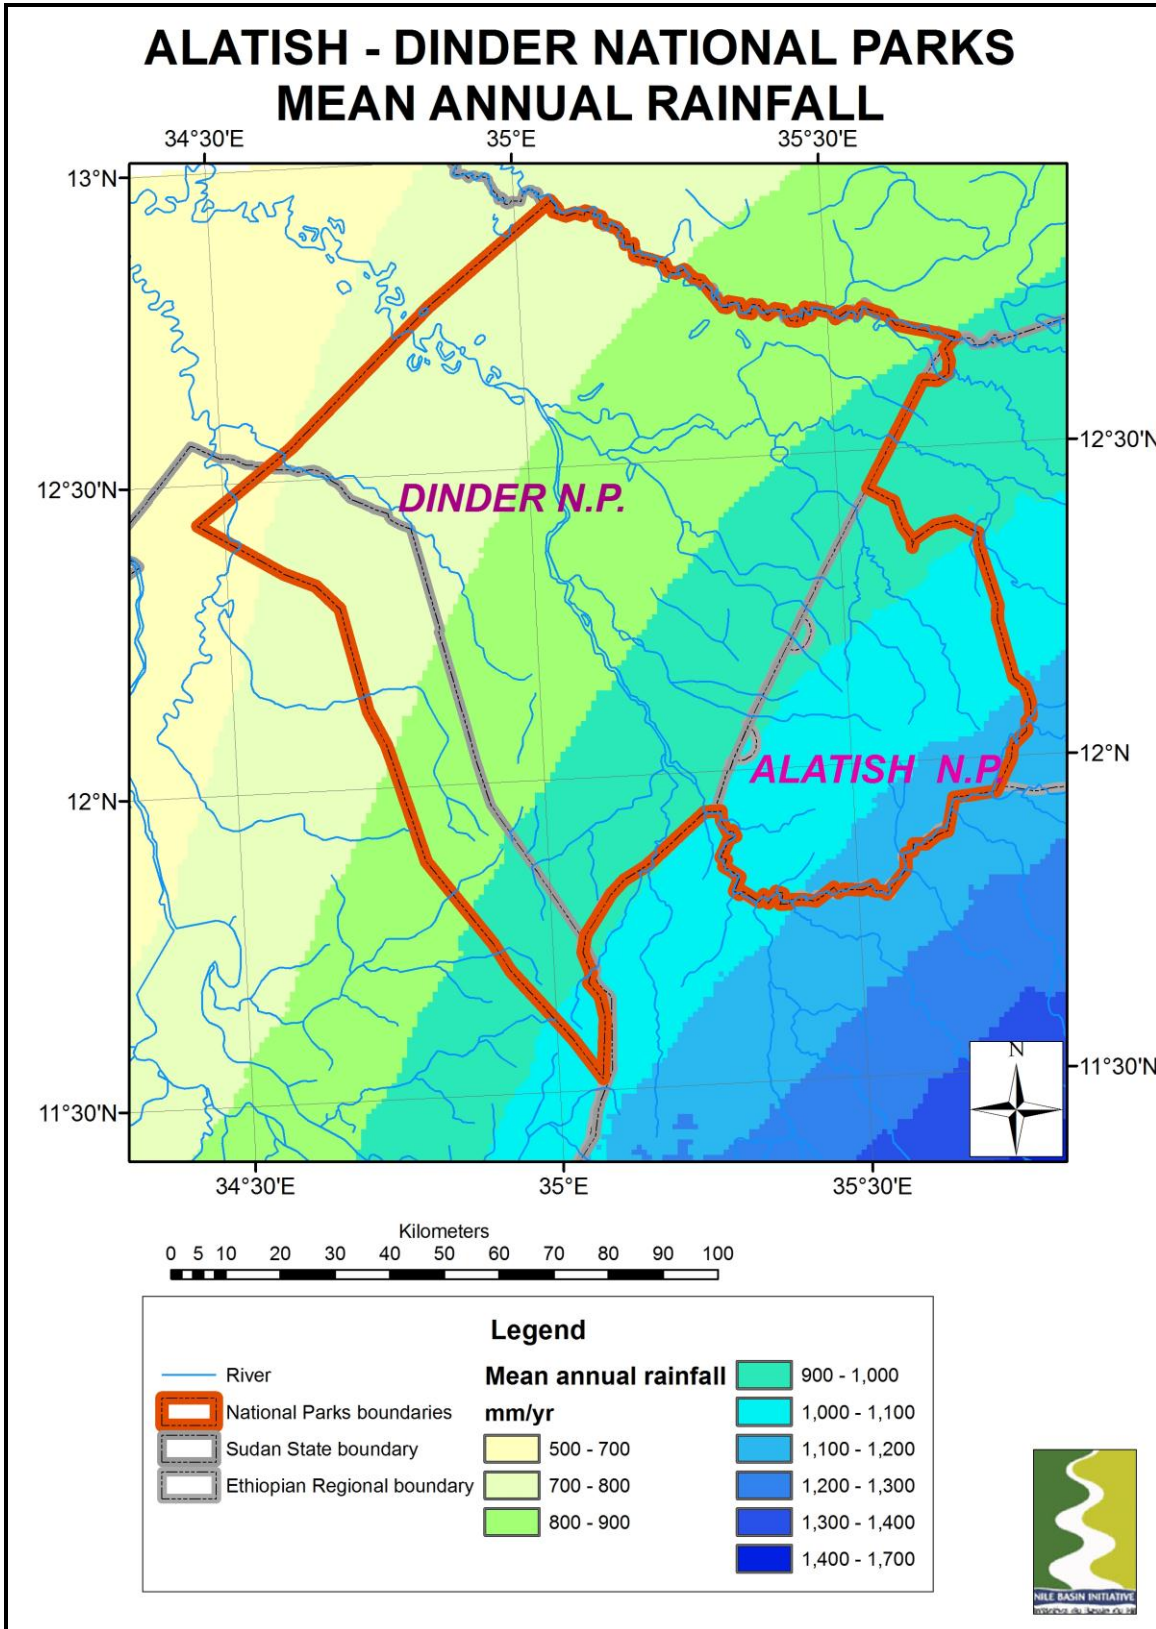 ALATISH - DINDER NATIONAL PARKS
MEAN ANNUAL RAINFALL
34°30'E 35°E 35°30'E
13°N
12°30'N
12°30'N
DINDER N.P.
12°N
ALATISH N.P.
12°N
11°30'N
N
11°30'N
34°30'E 35°E 35°30'E
Kilometers
0 5 10 20 30 40 50 60 70 80 90 100
Legend
River
National Parks boundaries
Sudan State boundary
Ethiopian Regional boundary
Mean annual rainfall
mm/yr
500 - 700
700 - 800
800 - 900
900 - 1,000
1,000 - 1,100
1,100 - 1,200
1,200 - 1,300
1,300 - 1,400
1,400 - 1,700
NILE BASIN INITIATIVE